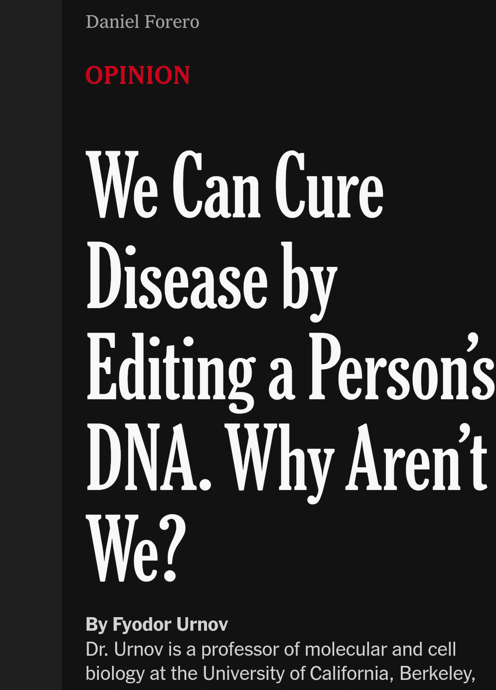 Daniel Forero
OPINION
We Can Cure
Disease by
Editing a Person’s
DNA. Why Aren’t
We?
By Fyodor Urnov
Dr. Urnov is a professor of molecular and cell
biology at the University of California, Berkeley,